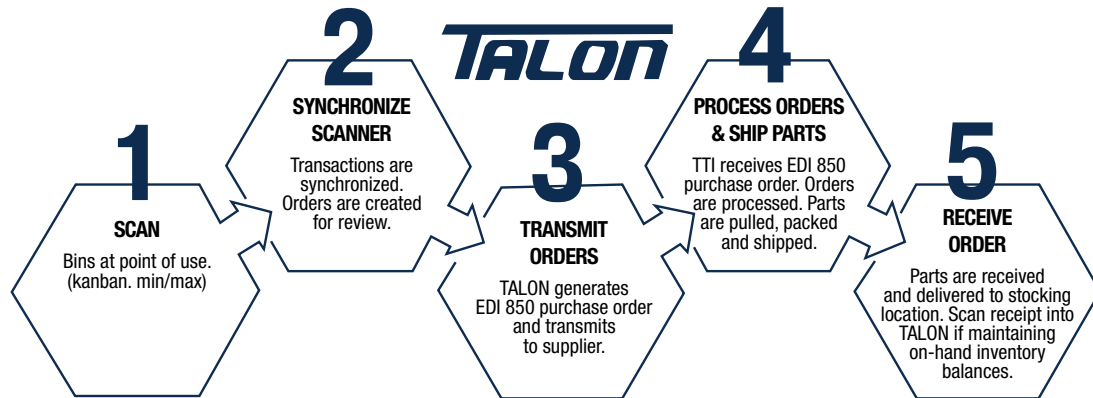 TALON
1
SCAN
Bins at point of use.
(kanban. min/max)
2
SYNCHRONIZE
SCANNER
Transactions are
synchronized.
Orders are created
for review.
3
TRANSMIT
ORDERS
TALON generates
EDI 850 purchase order
and transmits
to supplier.
4
PROCESS ORDERS
& SHIP PARTS
TTI receives EDI 850
purchase order. Orders
are processed. Parts
are pulled, packed
and shipped.
5
RECEIVE
ORDER
Parts are received
and delivered to stocking
location. Scan receipt into
TALON if maintaining
on-hand inventory
balances.